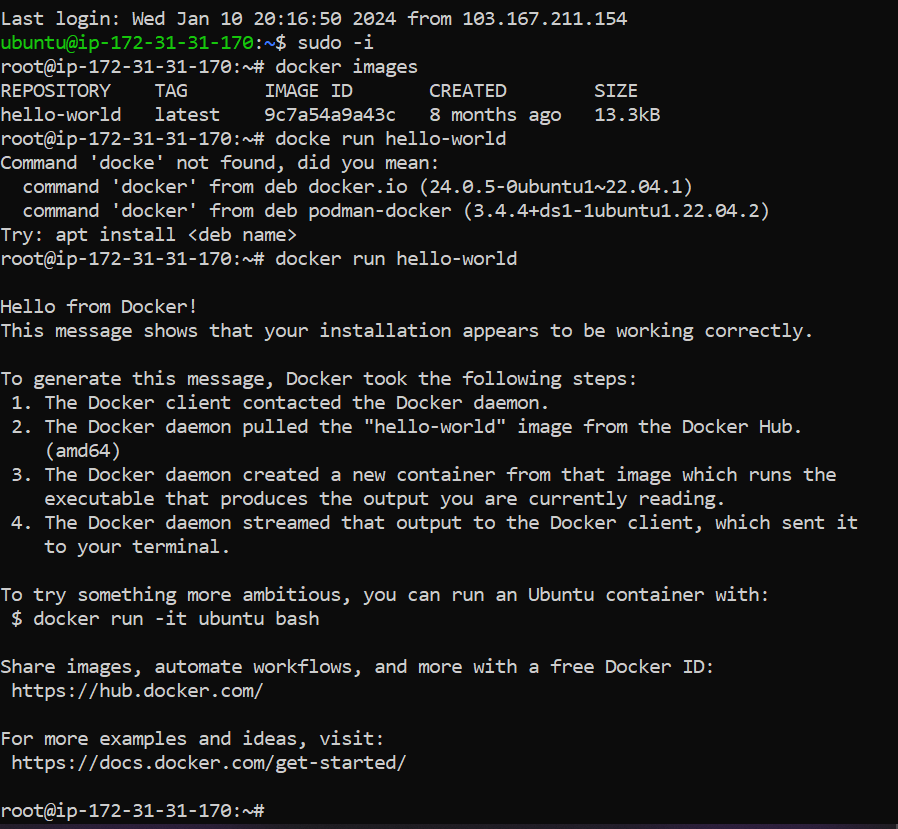 Last login: Wed Jan 10 20:16:50 2024 from 103.167.211.154
ubuntu@ip-172-31-31-170:~$ sudo -i
root@ip-172-31-31-170:~# docker images
REPOSITORY    TAG       IMAGE ID       CREATED        SIZE
hello-world   latest    9c7a54a9a43c   8 months ago   13.3kB
root@ip-172-31-31-170:~# docke run hello-world
Command 'docke' not found, did you mean:
  command 'docker' from deb docker.io (24.0.5-0ubuntu1~22.04.1)
  command 'docker' from deb podman-docker (3.4.4+ds1-1ubuntu1.22.04.2)
Try: apt install <deb name>
root@ip-172-31-31-170:~# docker run hello-world

Hello from Docker!
This message shows that your installation appears to be working correctly.

To generate this message, Docker took the following steps:
 1. The Docker client contacted the Docker daemon.
 2. The Docker daemon pulled the "hello-world" image from the Docker Hub.
    (amd64)
 3. The Docker daemon created a new container from that image which runs the
    executable that produces the output you are currently reading.
 4. The Docker daemon streamed that output to the Docker client, which sent it
    to your terminal.

To try something more ambitious, you can run an Ubuntu container with:
 $ docker run -it ubuntu bash

Share images, automate workflows, and more with a free Docker ID:
 https://hub.docker.com/

For more examples and ideas, visit:
 https://docs.docker.com/get-started/

root@ip-172-31-31-170:~#